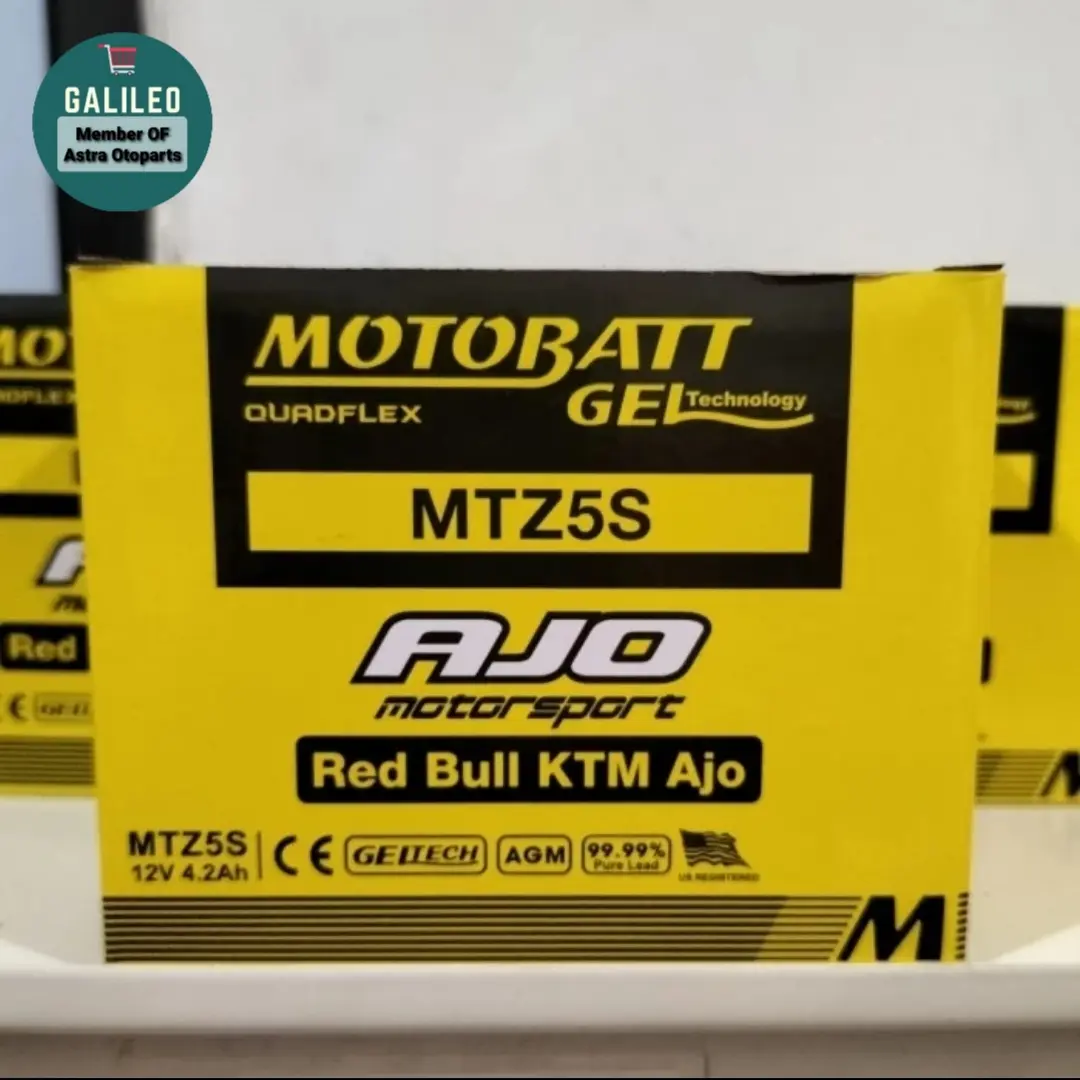 GALILEO
Member OF
Astra Otoparts
MOTOBATT
QUADFLEX
GEL Technology
MTZ5S
AJO
motorsport
Red Bull KTM Ajo
MTZ5S
12V 4.2Ah
CE
GELTECH
AGM
99.99%
Pure Lead
US REGISTERED
M
Red